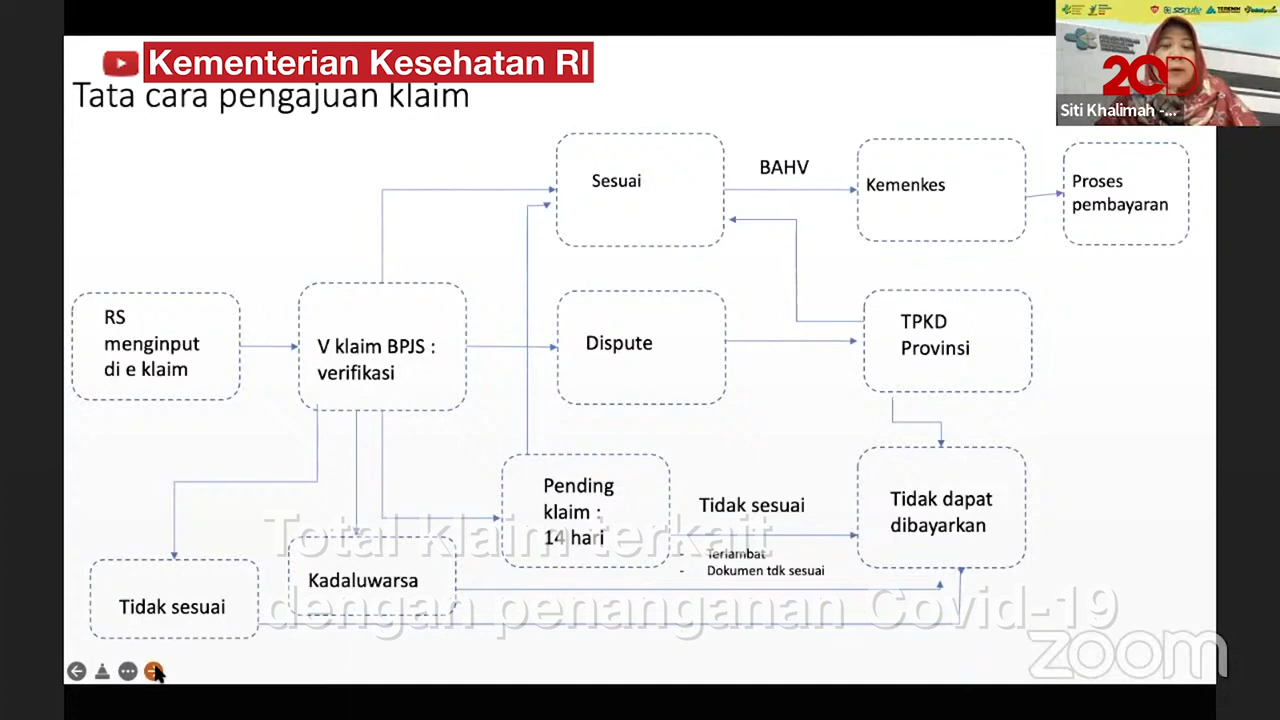 Kementerian Kesehatan RI
Tata cara pengajuan klaim
20D
Siti Khalimah -...
Sesuai
BAHV
Kemenkes
Proses
pembayaran
RS
menginput
di e klaim
V klaim BPJS :
verifikasi
Dispute
TPKD
Provinsi
Pending
klaim :
14 hari
Tidak sesuai
- Terlambat
- Dokumen tdk sesuai
Tidak dapat
dibayarkan
Kadaluwarsa
Tidak sesuai
Total klaim terkait
dengan penanganan Covid-19
zoom